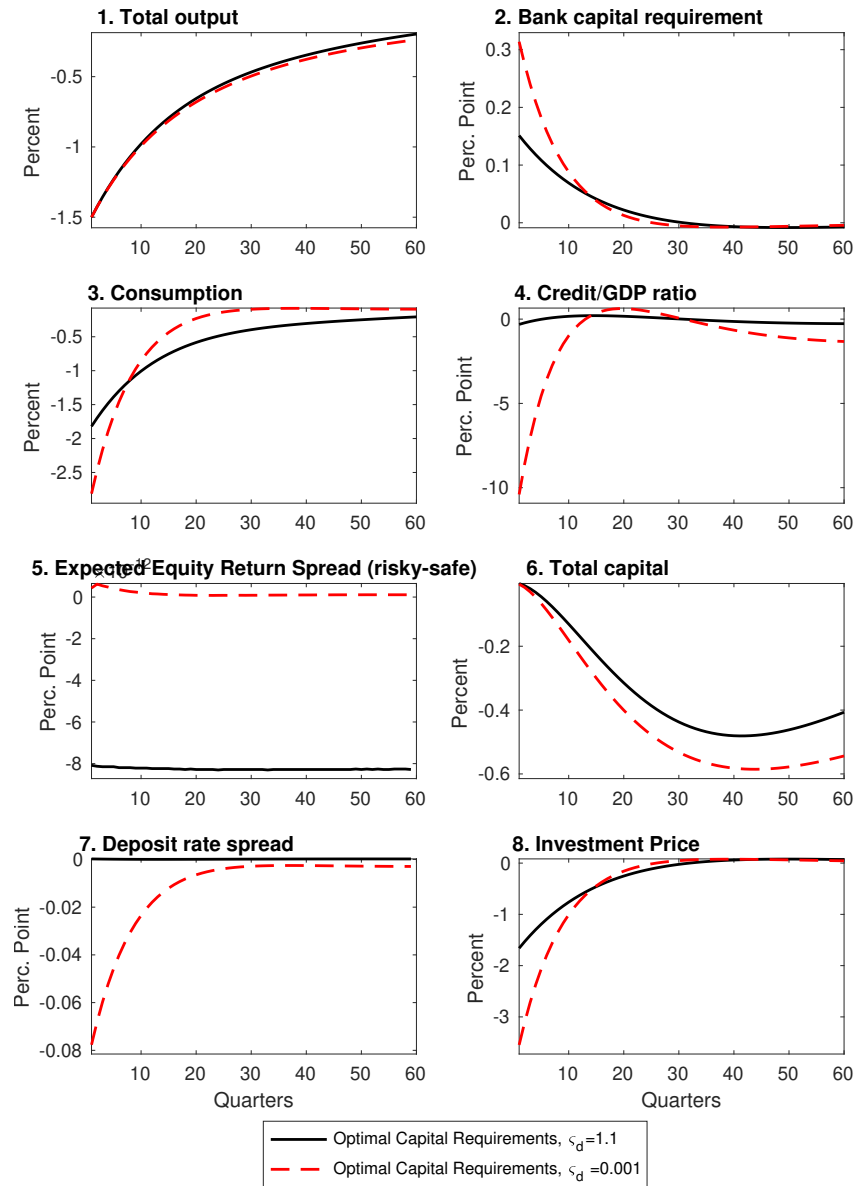 1. Total output
2. Bank capital requirement
Percent
-0.5
-1
-1.5
10 20 30 40 50 60
Perc. Point
0.3
0.2
0.1
0
10 20 30 40 50 60
3. Consumption
4. Credit/GDP ratio
Percent
-0.5
-1
-1.5
-2
-2.5
10 20 30 40 50 60
Perc. Point
0
-5
-10
10 20 30 40 50 60
5. Expected Equity Return Spread (risky-safe)
6. Total capital
Perc. Point
0
-2
-4
-6
-8
10 20 30 40 50 60
Percent
-0.2
-0.4
-0.6
10 20 30 40 50 60
7. Deposit rate spread
8. Investment Price
Perc. Point
0
-0.02
-0.04
-0.06
-0.08
10 20 30 40 50 60
Quarters
Percent
0
-1
-2
-3
10 20 30 40 50 60
Quarters
Optimal Capital Requirements, ς_d=1.1
Optimal Capital Requirements, ς_d =0.001